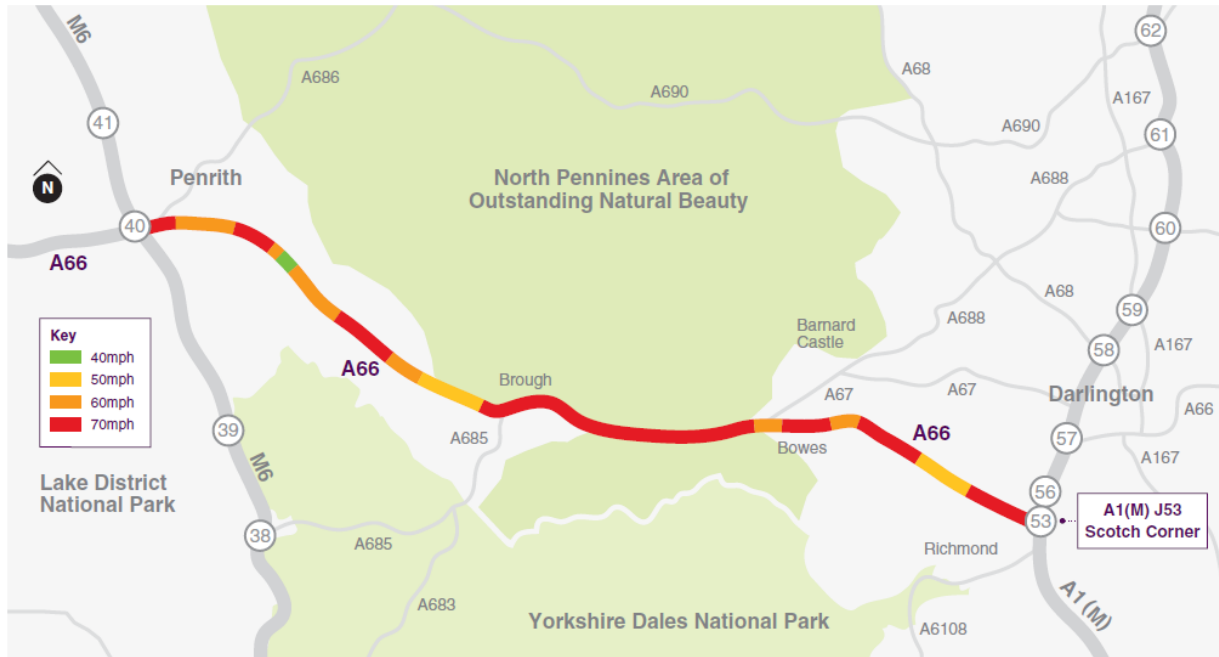 M6
62
A686
A68
A690
A167
A690
41
61
N
Penrith
North Pennines Area of
Outstanding Natural Beauty
A688
40
60
A66
Key
40mph
50mph
60mph
70mph
A66
Barnard
Castle
A688
A68
59
58
A167
Brough
A67
A67
Darlington
A66
39
M6
A685
Bowes
A66
57
A167
Lake District
National Park
56
53
A1(M) J53
Scotch Corner
38
A685
Richmond
A683
Yorkshire Dales National Park
A6108
A1(M)